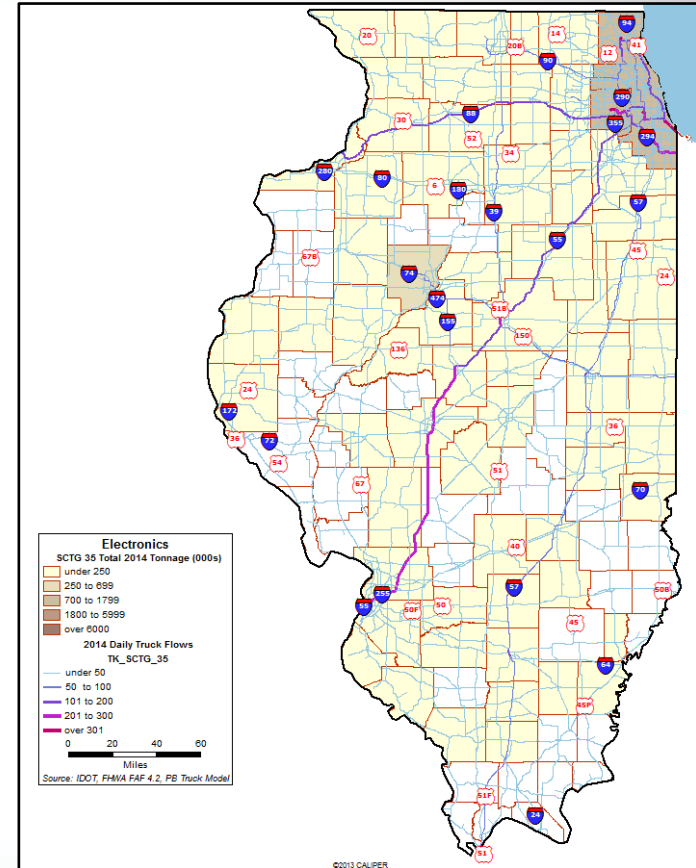 94
20
14
41
20B
12
90
290
88
355
30
294
52
34
280
80
6
180
39
57
55
45
67B
24
74
474
155
51B
150
136
24
172
36
36
72
54
51
67
70
40
57
50B
255
55
50F
50
45
64
45P
51F
24
51
Electronics
SCTG 35 Total 2014 Tonnage (000s)
under 250
250 to 699
700 to 1799
1800 to 5999
over 6000
2014 Daily Truck Flows
TK_SCTG_35
under 50
50 to 100
101 to 200
201 to 300
over 301
0 20 40 60
Miles
Source: IDOT, FHWA FAF 4.2, PB Truck Model
©2013 CALIPER